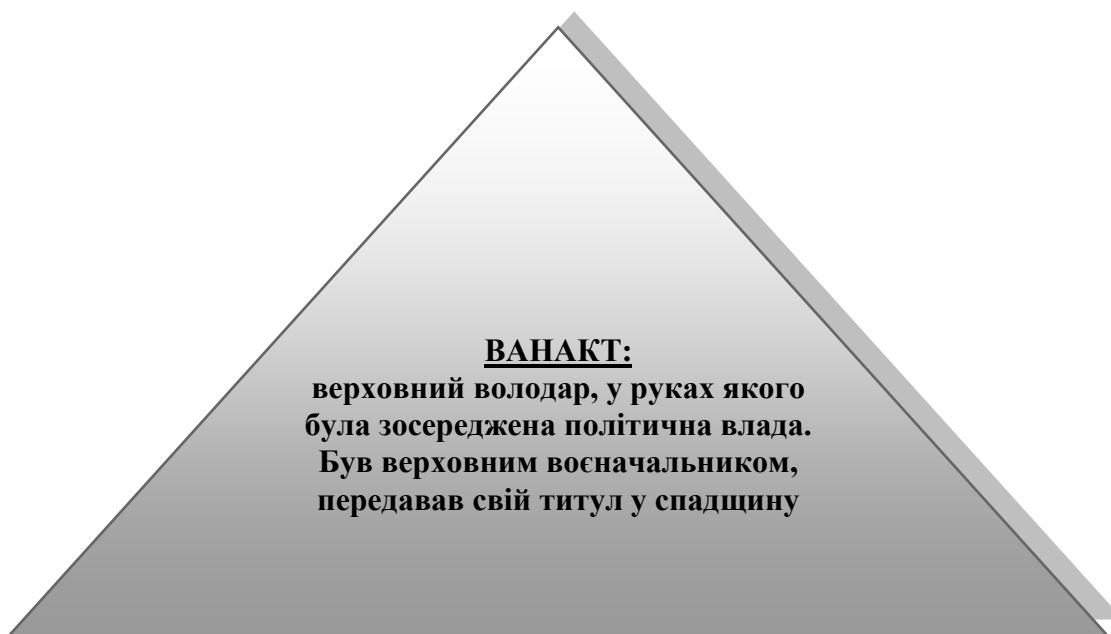 ВАНАКТ:
верховний володар, у руках якого
була зосереджена політична влада.
Був верховним воєначальником,
передавав свій титул у спадщину